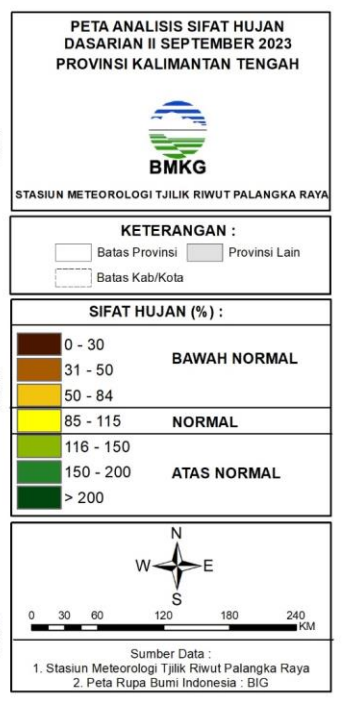 PETA ANALISIS SIFAT HUJAN
DASARIAN II SEPTEMBER 2023
PROVINSI KALIMANTAN TENGAH
BMKG
STASIUN METEOROLOGI TJILIK RIWUT PALANGKA RAYA
KETERANGAN :
Batas Provinsi Provinsi Lain
Batas Kab/Kota
SIFAT HUJAN (%) :
0 - 30
31 - 50 BAWAH NORMAL
50 - 84
85 - 115 NORMAL
116 - 150
150 - 200 ATAS NORMAL
> 200
N
W E
S
0 30 60 120 180 240
KM
Sumber Data :
1. Stasiun Meteorologi Tjilik Riwut Palangka Raya
2. Peta Rupa Bumi Indonesia : BIG